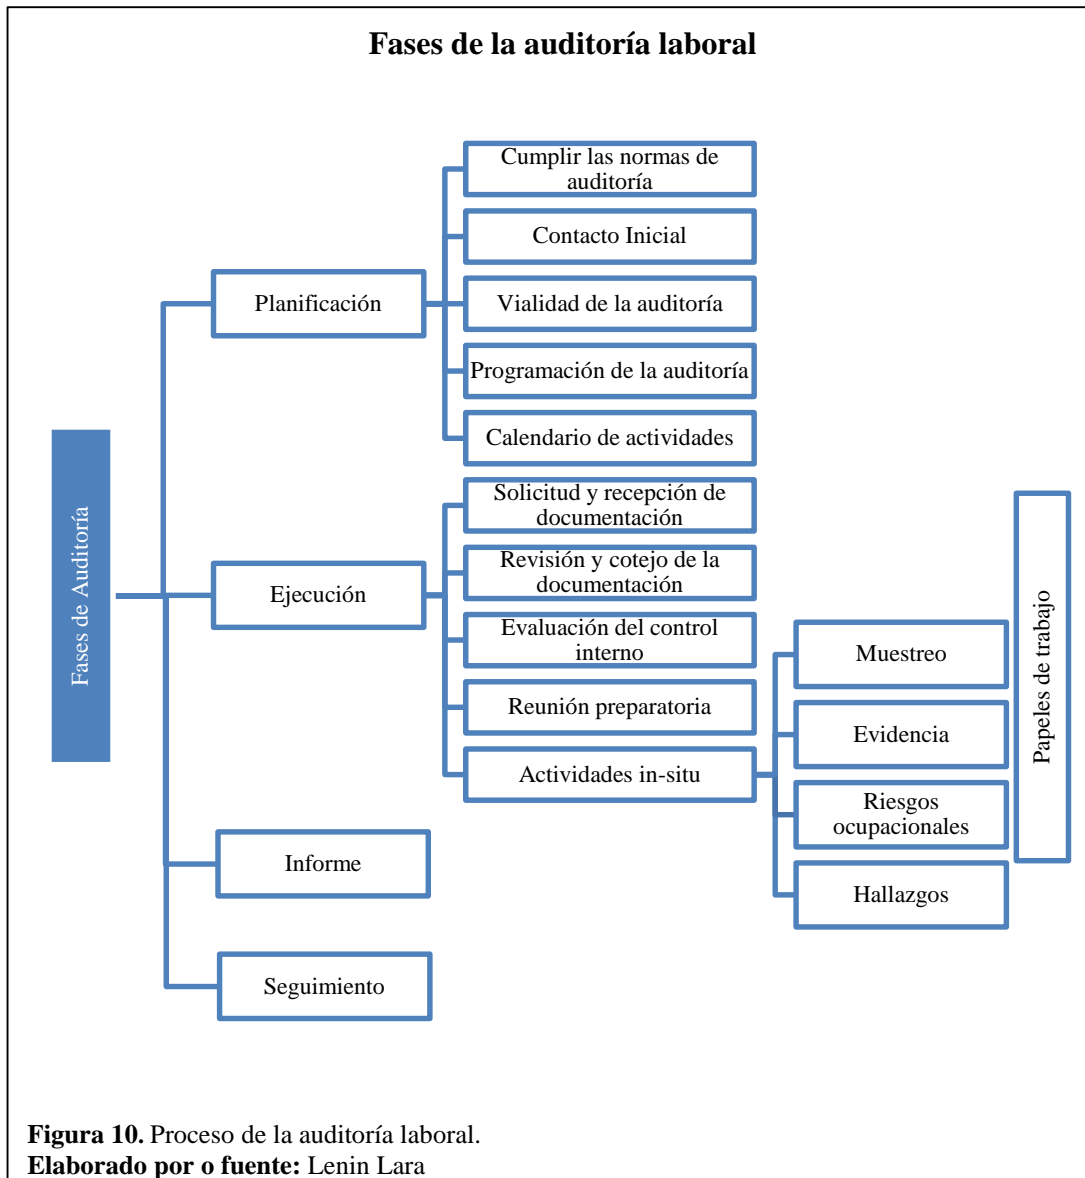 Fases de la auditoría laboral
Fases de Auditoría
Planificación
Cumplir las normas de
auditoría
Contacto Inicial
Vialidad de la auditoría
Programación de la auditoría
Calendario de actividades
Ejecución
Solicitud y recepción de
documentación
Revisión y cotejo de la
documentación
Evaluación del control
interno
Reunión preparatoria
Actividades in-situ
Muestreo
Evidencia
Riesgos
ocupacionales
Hallazgos
Papeles de trabajo
Informe
Seguimiento
Figura 10. Proceso de la auditoría laboral.
Elaborado por o fuente: Lenin Lara